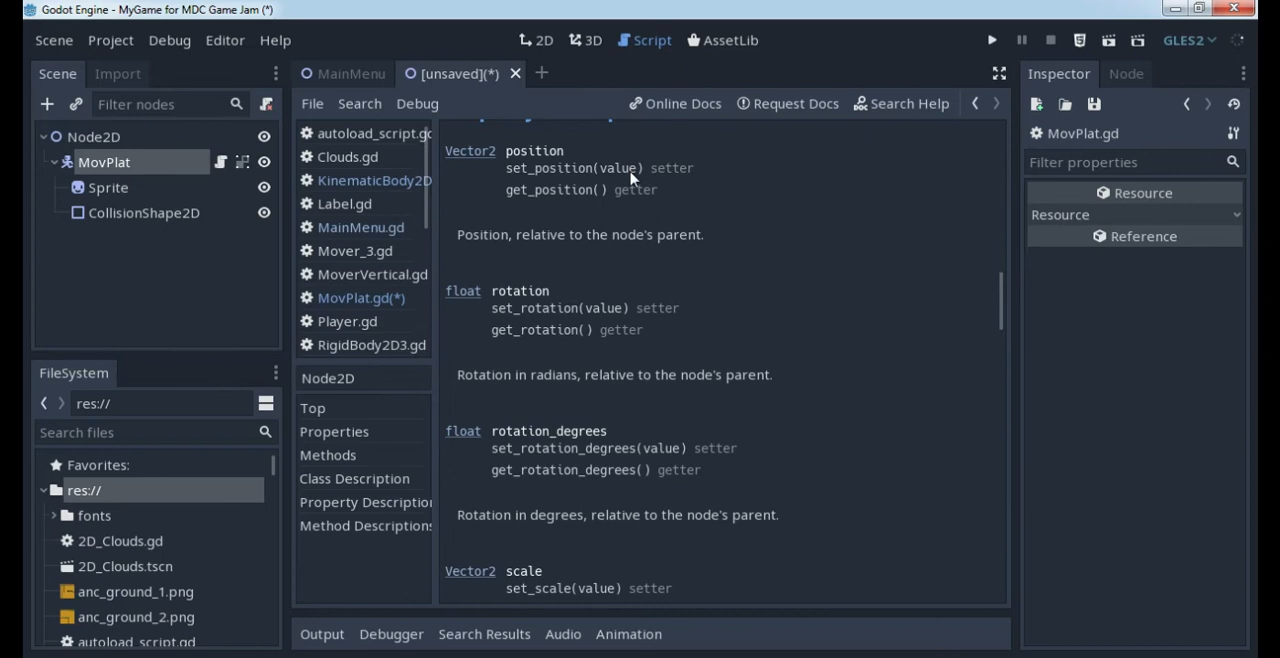 Godot Engine - MyGame for MDC Game Jam (*)
Scene Project Debug Editor Help
2D 3D Script AssetLib
GLES2
Scene Import
MainMenu [unsaved](*)
Inspector Node
Filter nodes
File Search Debug
Online Docs Request Docs Search Help
Node2D
MovPlat
Sprite
CollisionShape2D
autoload_script.gd
Clouds.gd
KinematicBody2D
Label.gd
MainMenu.gd
Mover_3.gd
MoverVertical.gd
MovPlat.gd(*)
Player.gd
RigidBody2D3.gd
Node2D
Top
Properties
Methods
Class Description
Property Description
Method Descriptions
Vector2 position
set_position(value) setter
get_position() getter
Position, relative to the node's parent.
float rotation
set_rotation(value) setter
get_rotation() getter
Rotation in radians, relative to the node's parent.
float rotation_degrees
set_rotation_degrees(value) setter
get_rotation_degrees() getter
Rotation in degrees, relative to the node's parent.
Vector2 scale
set_scale(value) setter
MovPlat.gd
Filter properties
Resource
Resource
Reference
FileSystem
res://
Search files
Favorites:
res://
fonts
2D_Clouds.gd
2D_Clouds.tscn
anc_ground_1.png
anc_ground_2.png
autoload_script.gd
Output Debugger Search Results Audio Animation